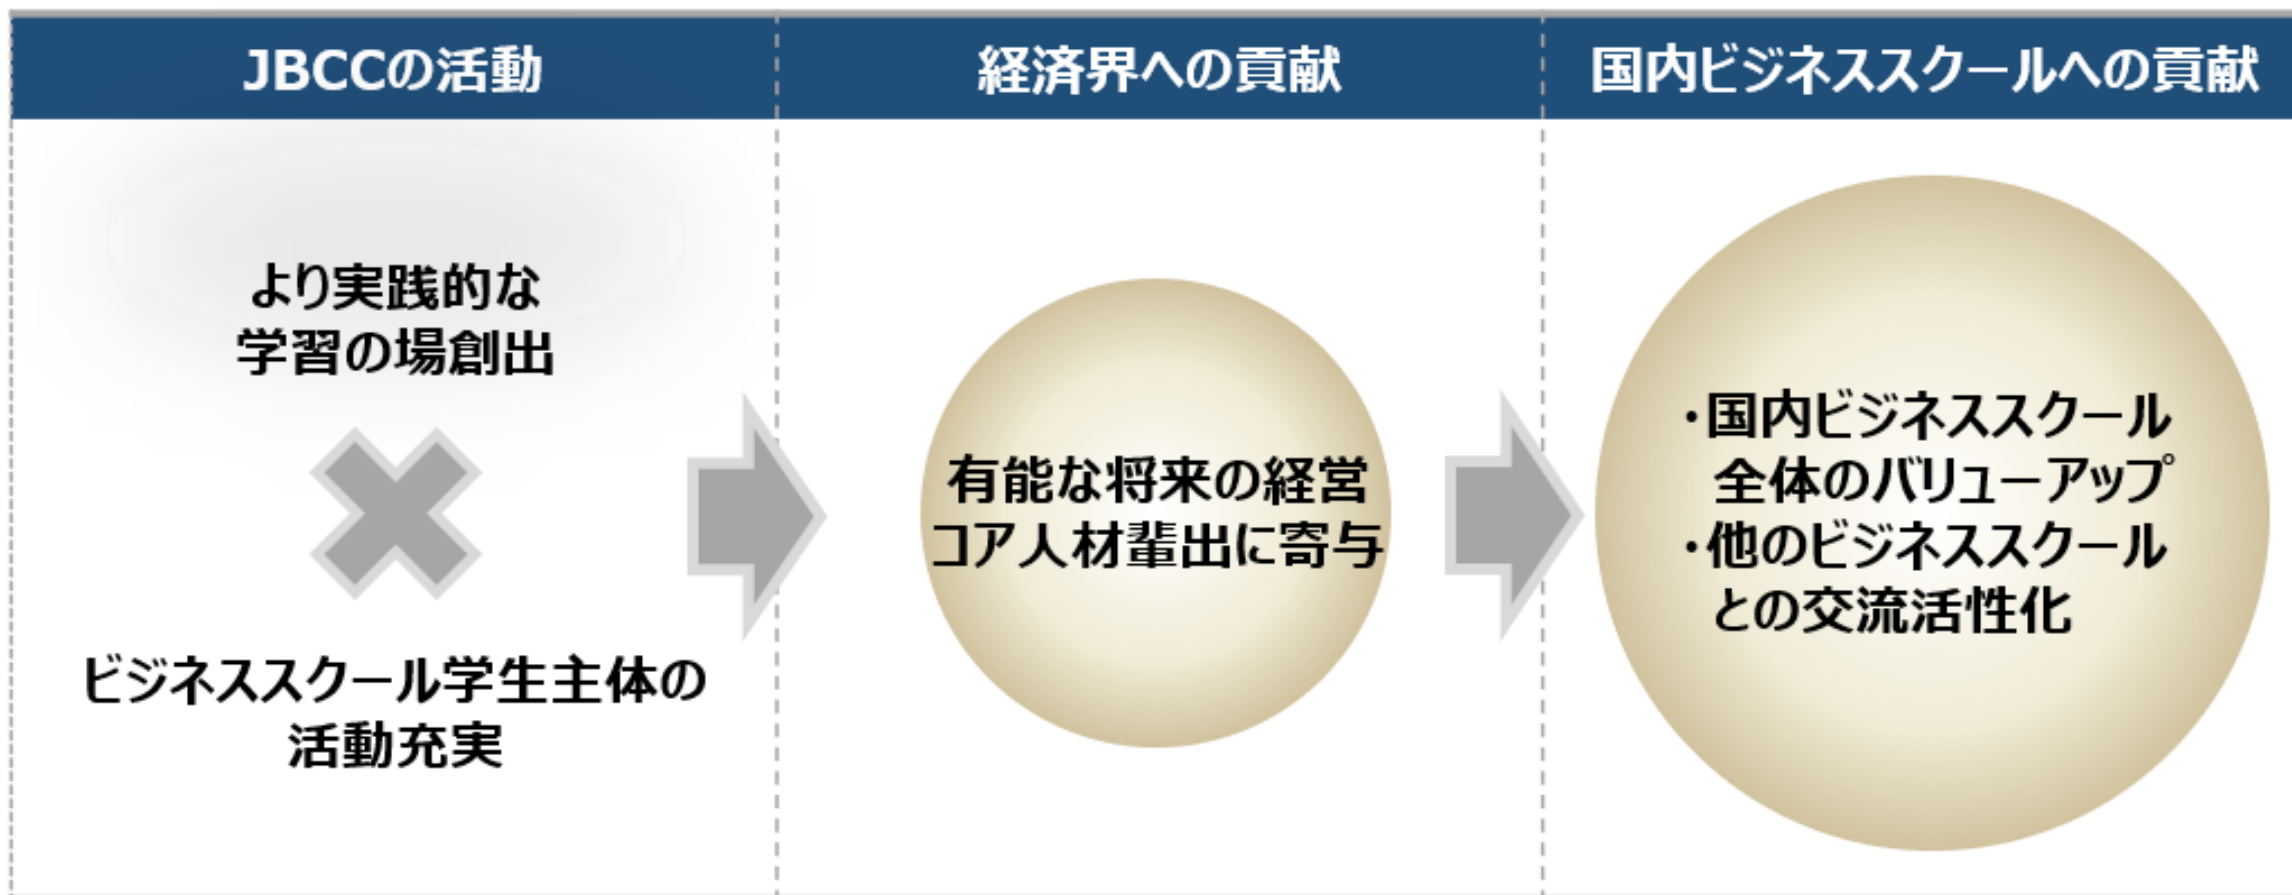 JBCCの活動
経済界への貢献
国内ビジネススクールへの貢献
より実践的な
学習の場創出
ビジネススクール学生主体の
活動充実
有能な将来の経営
コア人材輩出に寄与
・国内ビジネススクール
全体のバリューアップ
・他のビジネススクール
との交流活性化